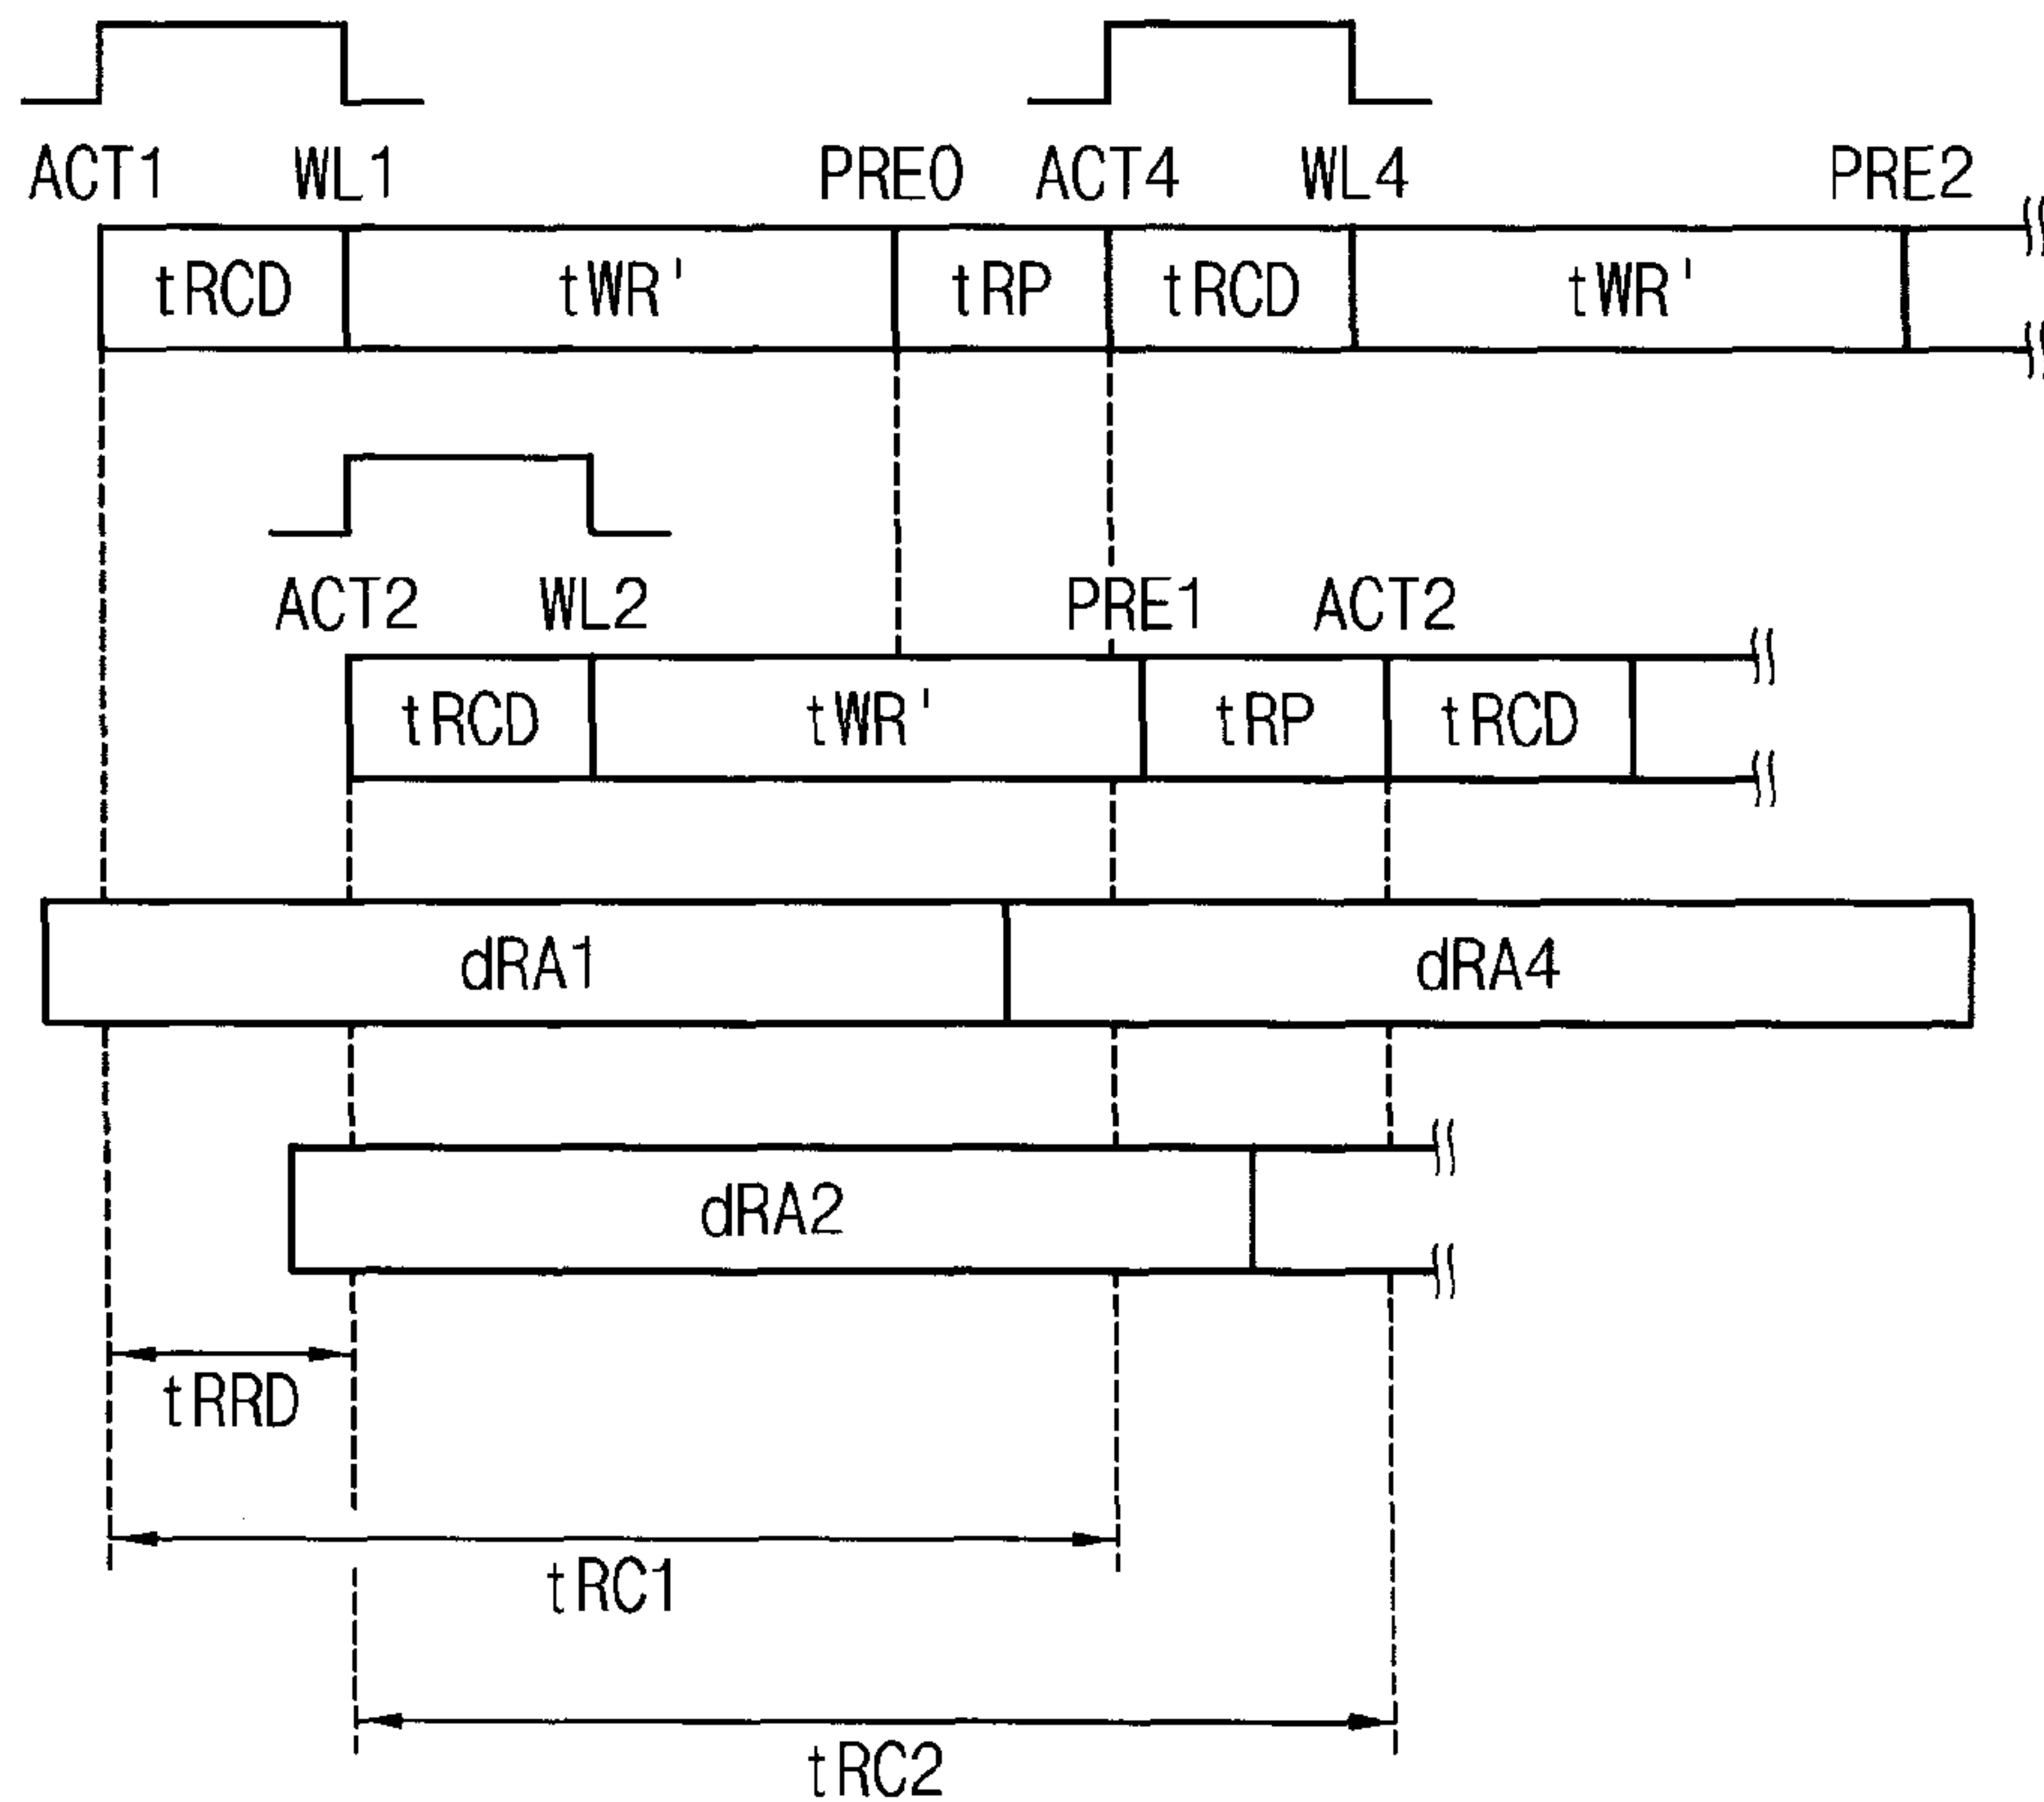 ACT1 WL1 PRE0 ACT4 WL4 PRE2
tRCD tWR' tRP tRCD tWR'
ACT2 WL2 PRE1 ACT2
tRCD tWR' tRP tRCD
dRA1 dRA4
dRA2
tRRD
tRC1
tRC2